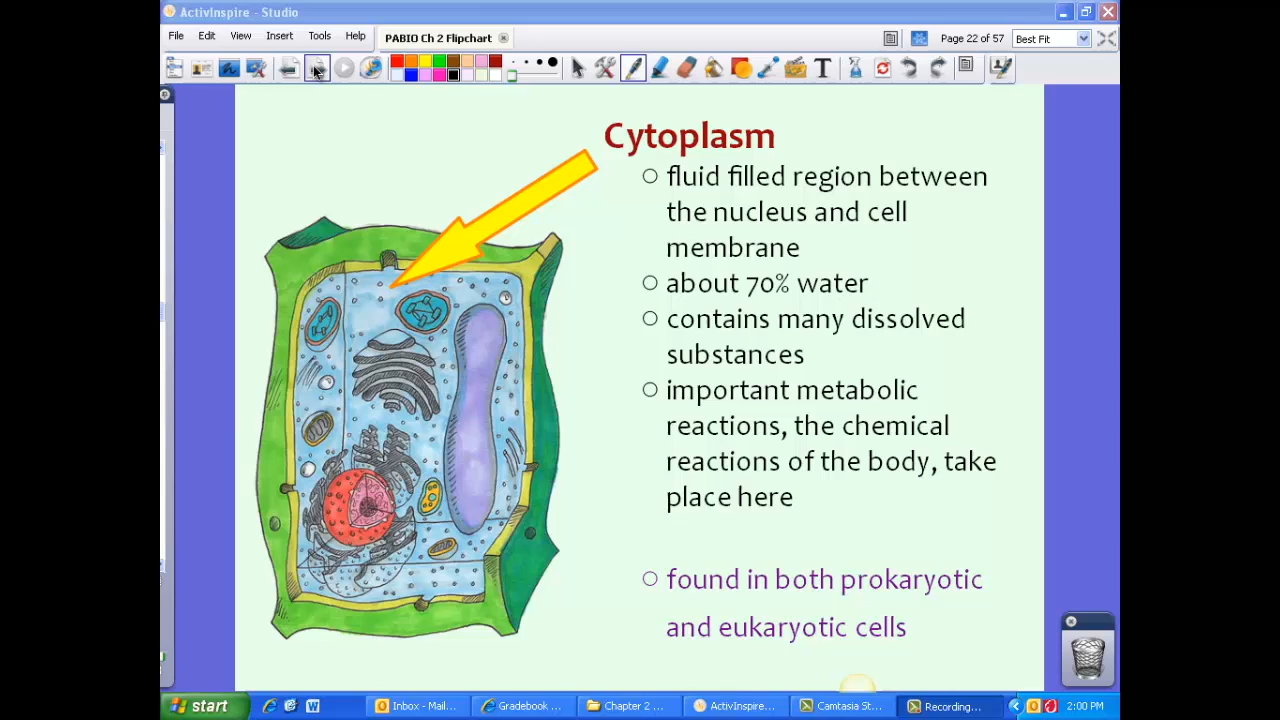 ActivInspire - Studio
File Edit View Insert Tools Help
PABIO Ch 2 Flipchart
Page 22 of 57
Best Fit
Cytoplasm
fluid filled region between
the nucleus and cell
membrane
about 70% water
contains many dissolved
substances
important metabolic
reactions, the chemical
reactions of the body, take
place here
found in both prokaryotic
and eukaryotic cells
start
Inbox - Mail...
Gradebook ...
Chapter 2 ...
ActivInspire...
Camtasia St...
Recording...
2:00 PM